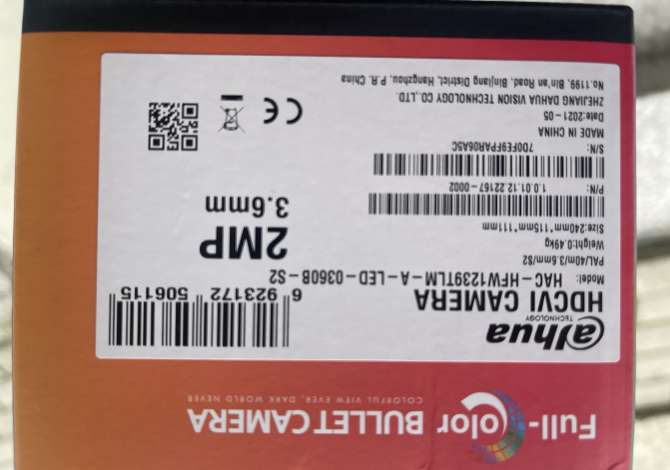 Full-Color BULLET CAMERA
COLORFUL VIEW EVER, DARK WORLD NEVER
alhua
TECHNOLOGY
HDCVI CAMERA
Model: HAC-HFW1239TLM-A-LED-0360B-S2
PAL/40m/3.6mm/S2
Weight:0.49kg
Size:240mm*115mm*111mm
6 923172 506115
2MP
3.6mm
P/N: 1.0.01.12.22167-0002
S/N: 7D0FE9FPAR06A5C
MADE IN CHINA
Date:2021-05
ZHEJIANG DAHUA VISION TECHNOLOGY CO.,LTD.
No.1199, Bin'an Road, Binjiang District, Hangzhou, P.R. China
CE